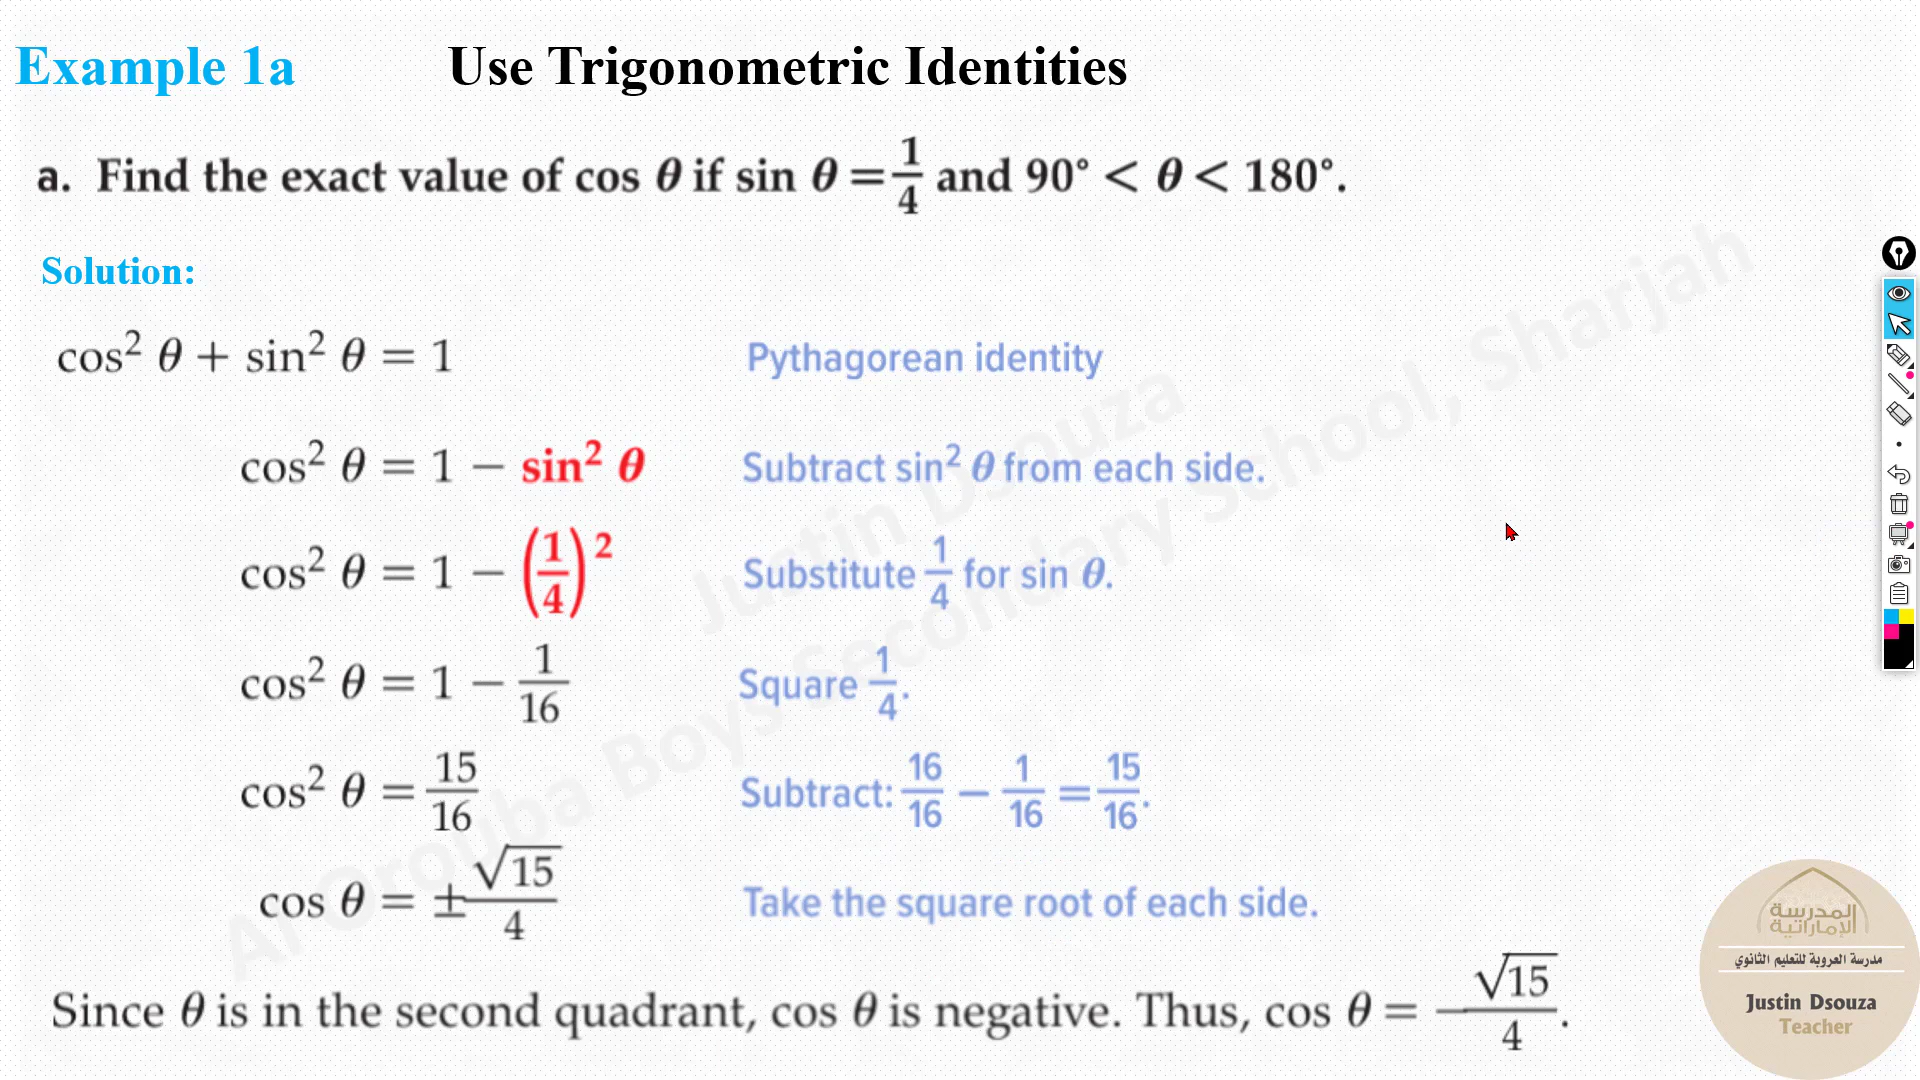 Example 1a Use Trigonometric Identities
a. Find the exact value of cos θ if sin θ = 1/4 and 90° < θ < 180°.
Solution:
cos² θ + sin² θ = 1 Pythagorean identity
cos² θ = 1 − sin² θ Subtract sin² θ from each side.
cos² θ = 1 − (1/4)² Substitute 1/4 for sin θ.
cos² θ = 1 − 1/16 Square 1/4.
cos² θ = 15/16 Subtract: 16/16 − 1/16 = 15/16.
cos θ = ±√15/4 Take the square root of each side.
Since θ is in the second quadrant, cos θ is negative. Thus, cos θ = −√15/4.
Justin Dsouza
Al Orouba Boys Secondary School, Sharjah
المدرسة
الإماراتية
مدرسة العروبة للتعليم الثانوي
Justin Dsouza
Teacher